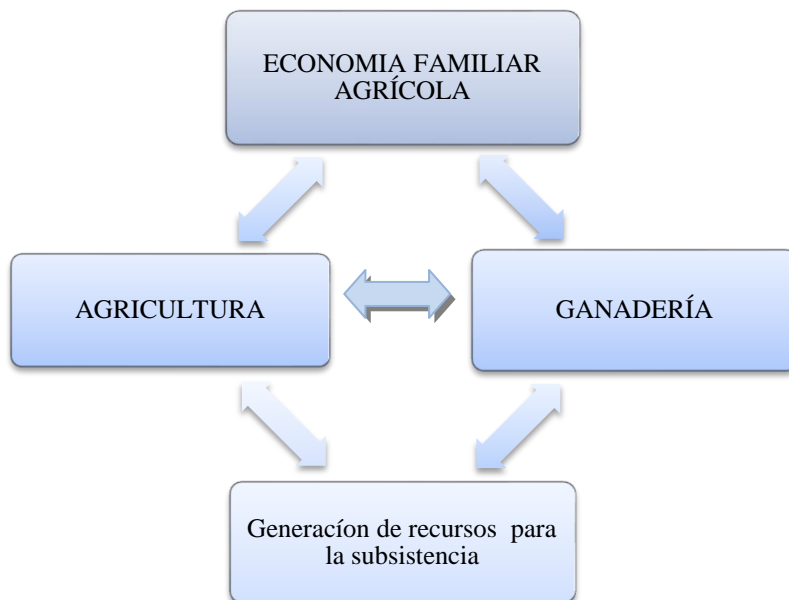 ECONOMIA FAMILIAR
AGRÍCOLA
AGRICULTURA
GANADERÍA
Generacíon de recursos  para
la subsistencia